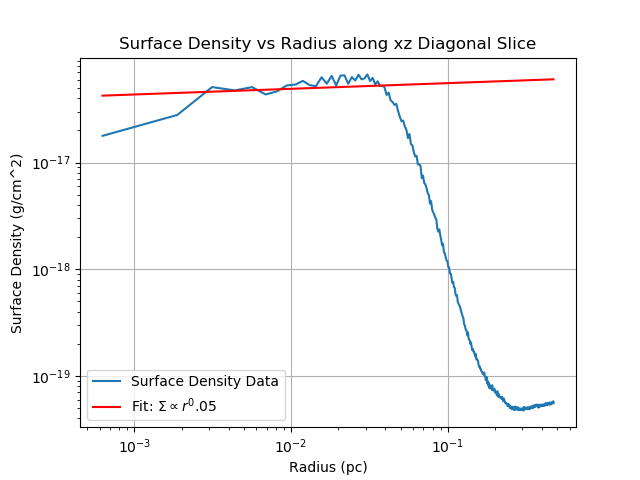 Surface Density vs Radius along xz Diagonal Slice
Surface Density (g/cm^2)
10⁻¹⁷
10⁻¹⁸
10⁻¹⁹
Surface Density Data
Fit: Σ ∝ r⁰.05
10⁻³
10⁻²
10⁻¹
Radius (pc)